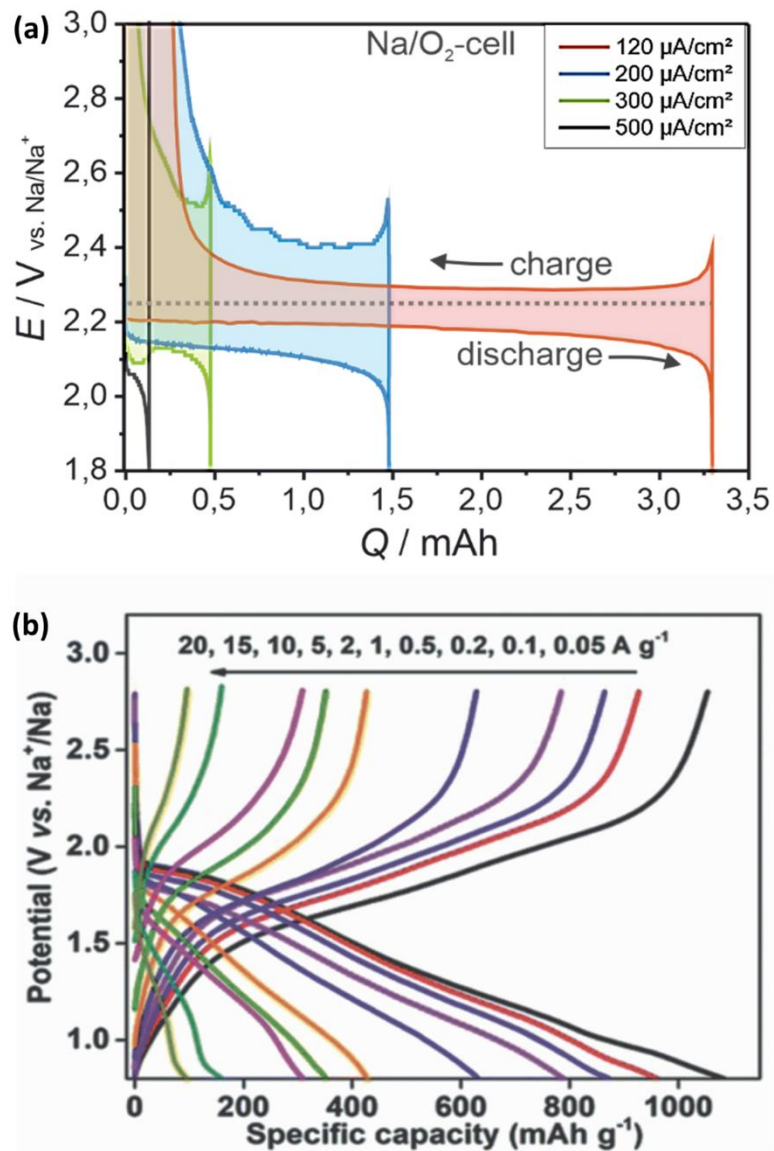 (a)
Na/O₂-cell
120 µA/cm²
200 µA/cm²
300 µA/cm²
500 µA/cm²
3,0
2,8
2,6
2,4
2,2
2,0
1,8
E / V vs. Na/Na⁺
charge
discharge
0,0 0,5 1,0 1,5 2,0 2,5 3,0 3,5
Q / mAh
(b)
20, 15, 10, 5, 2, 1, 0.5, 0.2, 0.1, 0.05 A g⁻¹
3.0
2.5
2.0
1.5
1.0
Potential (V vs. Na⁺/Na)
0 200 400 600 800 1000
Specific capacity (mAh g⁻¹)